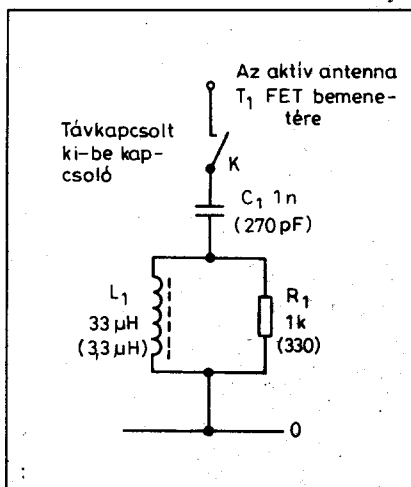 Az aktív antenna
T₁ FET bemene-
tére
Távkapcsolt
ki-be kap-
csoló
K
C₁ 1n
(270 pF)
L₁
33 µH
(3,3 µH)
R₁
1k
(330)
0